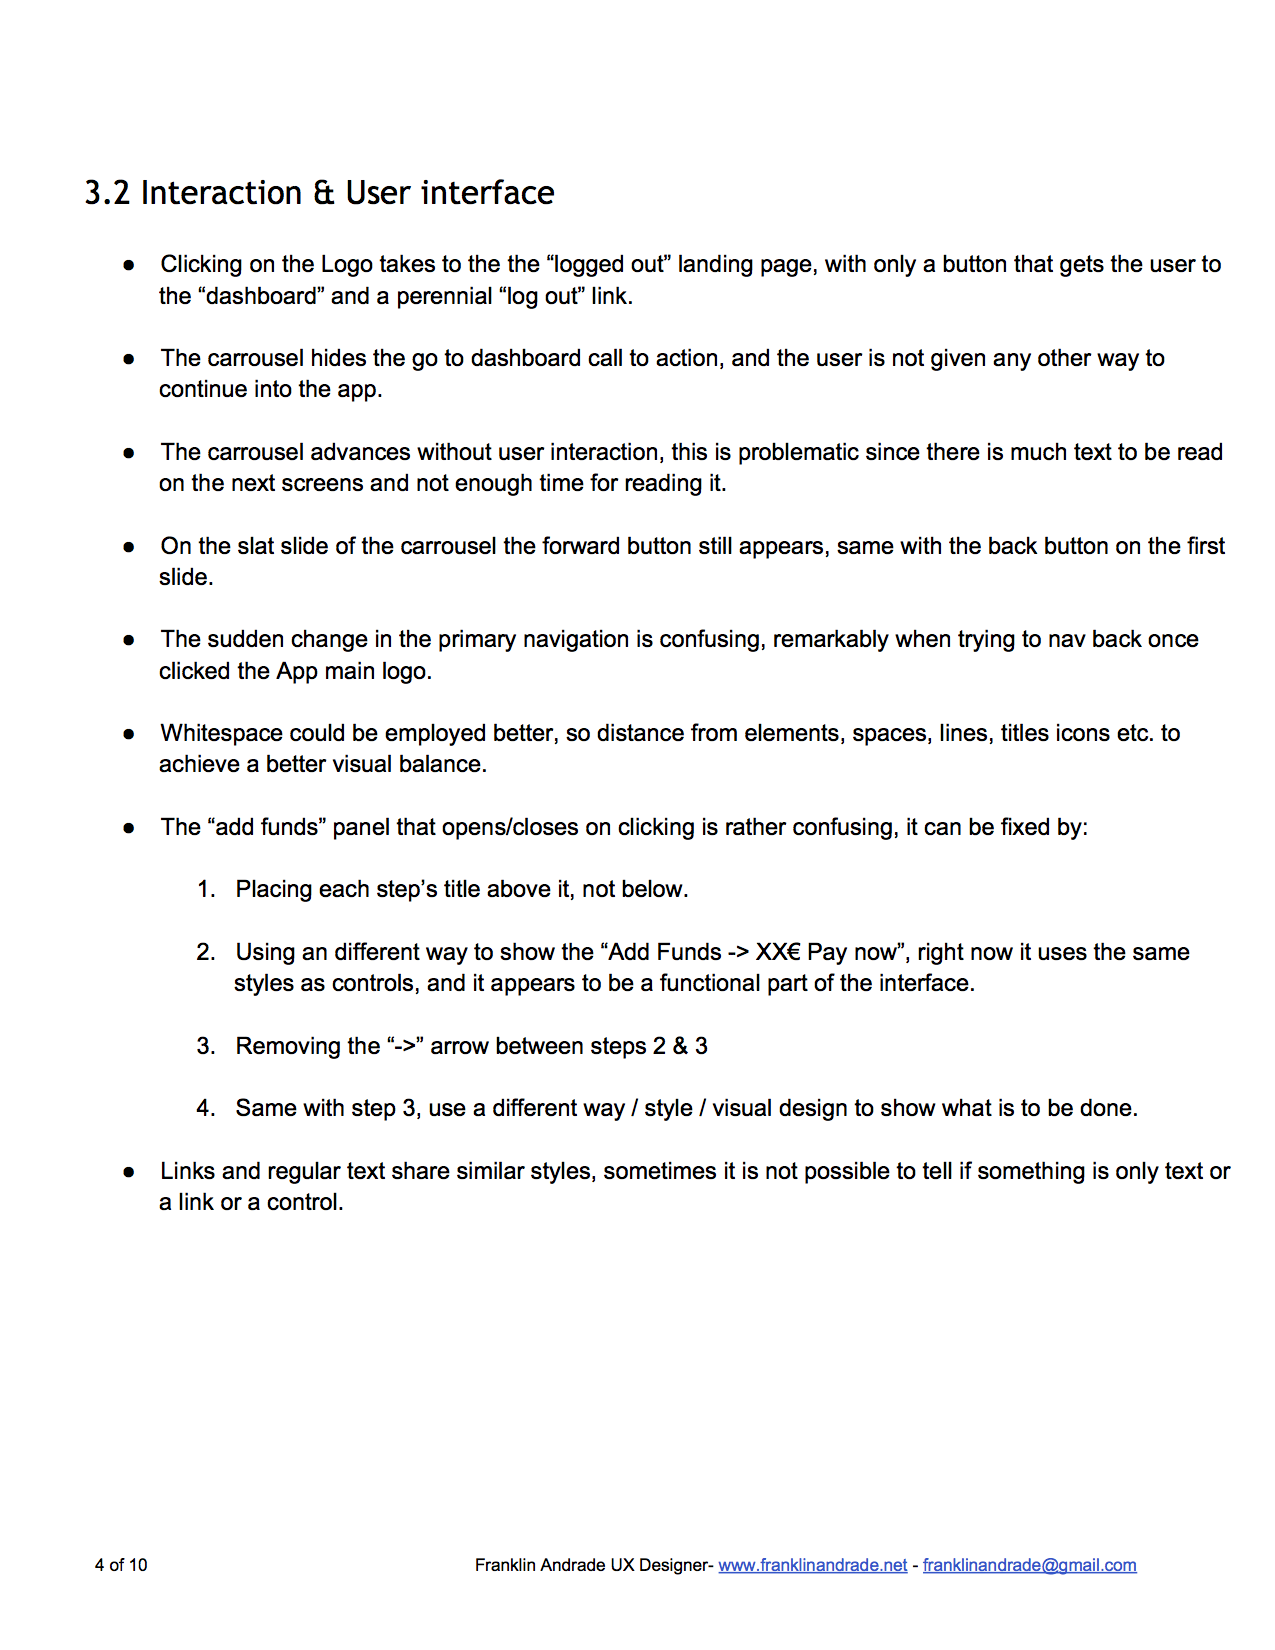 3.2 Interaction & User interface
● Clicking on the Logo takes to the the “logged out” landing page, with only a button that gets the user to
the “dashboard” and a perennial “log out” link.
● The carrousel hides the go to dashboard call to action, and the user is not given any other way to
continue into the app.
● The carrousel advances without user interaction, this is problematic since there is much text to be read
on the next screens and not enough time for reading it.
● On the slat slide of the carrousel the forward button still appears, same with the back button on the first
slide.
● The sudden change in the primary navigation is confusing, remarkably when trying to nav back once
clicked the App main logo.
● Whitespace could be employed better, so distance from elements, spaces, lines, titles icons etc. to
achieve a better visual balance.
● The “add funds” panel that opens/closes on clicking is rather confusing, it can be fixed by:
1. Placing each step’s title above it, not below.
2. Using an different way to show the “Add Funds -> XX€ Pay now”, right now it uses the same
styles as controls, and it appears to be a functional part of the interface.
3. Removing the “->” arrow between steps 2 & 3
4. Same with step 3, use a different way / style / visual design to show what is to be done.
● Links and regular text share similar styles, sometimes it is not possible to tell if something is only text or
a link or a control.
4 of 10 Franklin Andrade UX Designer- www.franklinandrade.net - franklinandrade@gmail.com